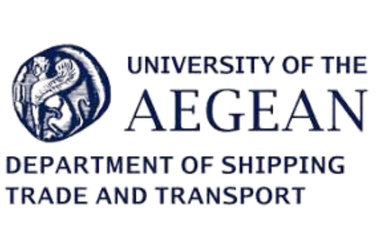 UNIVERSITY OF THE
AEGEAN
DEPARTMENT OF SHIPPING
TRADE AND TRANSPORT